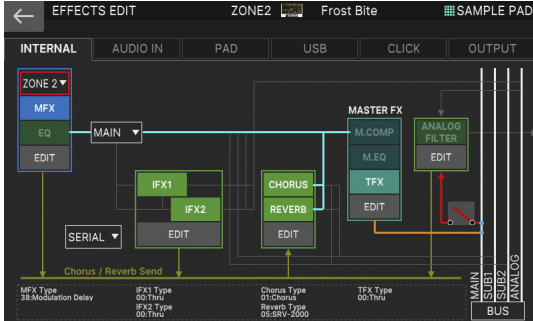 EFFECTS EDIT ZONE2 Frost Bite SAMPLE PAD
INTERNAL AUDIO IN PAD USB CLICK OUTPUT
ZONE 2▼
MFX
EQ
EDIT
MAIN ▼
IFX1
IFX2
EDIT
SERIAL ▼
CHORUS
REVERB
EDIT
MASTER FX
M.COMP
M.EQ
TFX
EDIT
ANALOG
FILTER
EDIT
Chorus / Reverb Send
MFX Type
38:Modulation Delay
IFX1 Type
00:Thru
IFX2 Type
00:Thru
Chorus Type
01:Chorus
Reverb Type
05:SRV-2000
TFX Type
00:Thru
MAIN
SUB1
SUB2
ANALOG
BUS